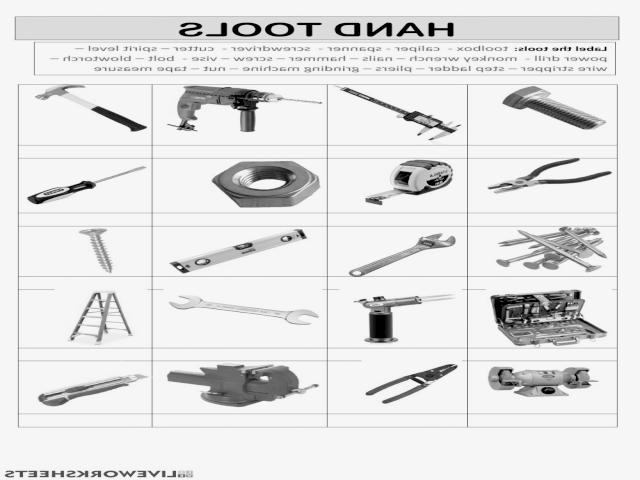 HAND TOOLS
Label the tools: toolbox - caliper - spanner - screwdriver - cutter – spirit level –
power drill - monkey wrench – nails – hammer – screw – vise - bolt – blowtorch –
wire stripper – step ladder – pliers – grinding machine – nut – tape measure
LIVEWORKSHEETS